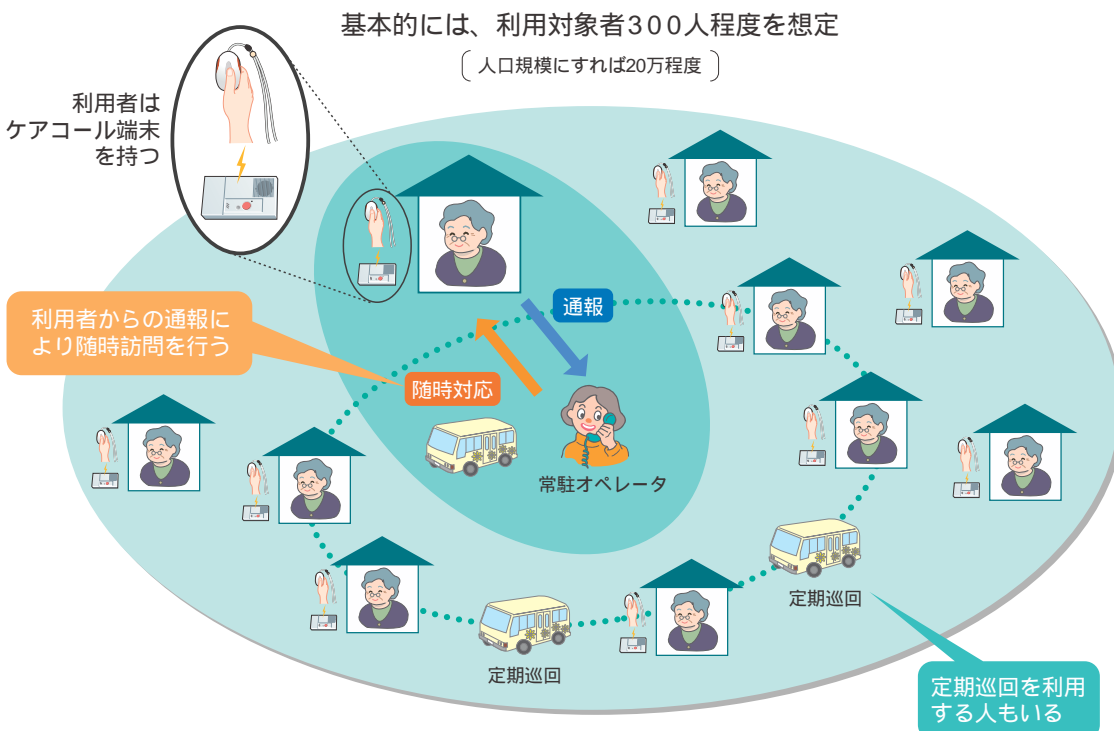 基本的には、利用対象者300人程度を想定
人口規模にすれば20万程度
利用者は
ケアコール端末
を持つ
通報
利用者からの通報に
より随時訪問を行う
随時対応
常駐オペレータ
定期巡回
定期巡回
定期巡回を利用
する人もいる